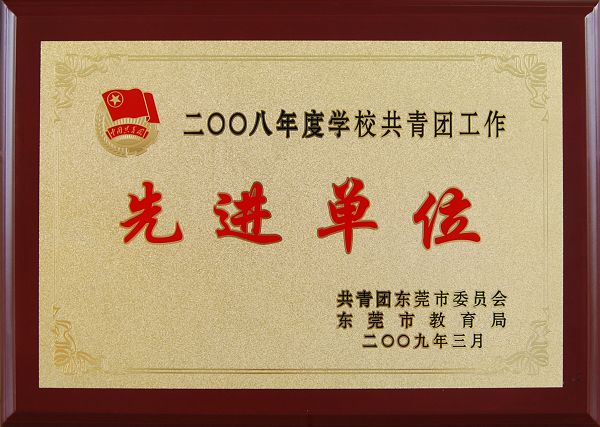 中国共青团
二〇〇八年度学校共青团工作
先进单位
共青团东莞市委员会
东莞市教育局
二〇〇九年三月